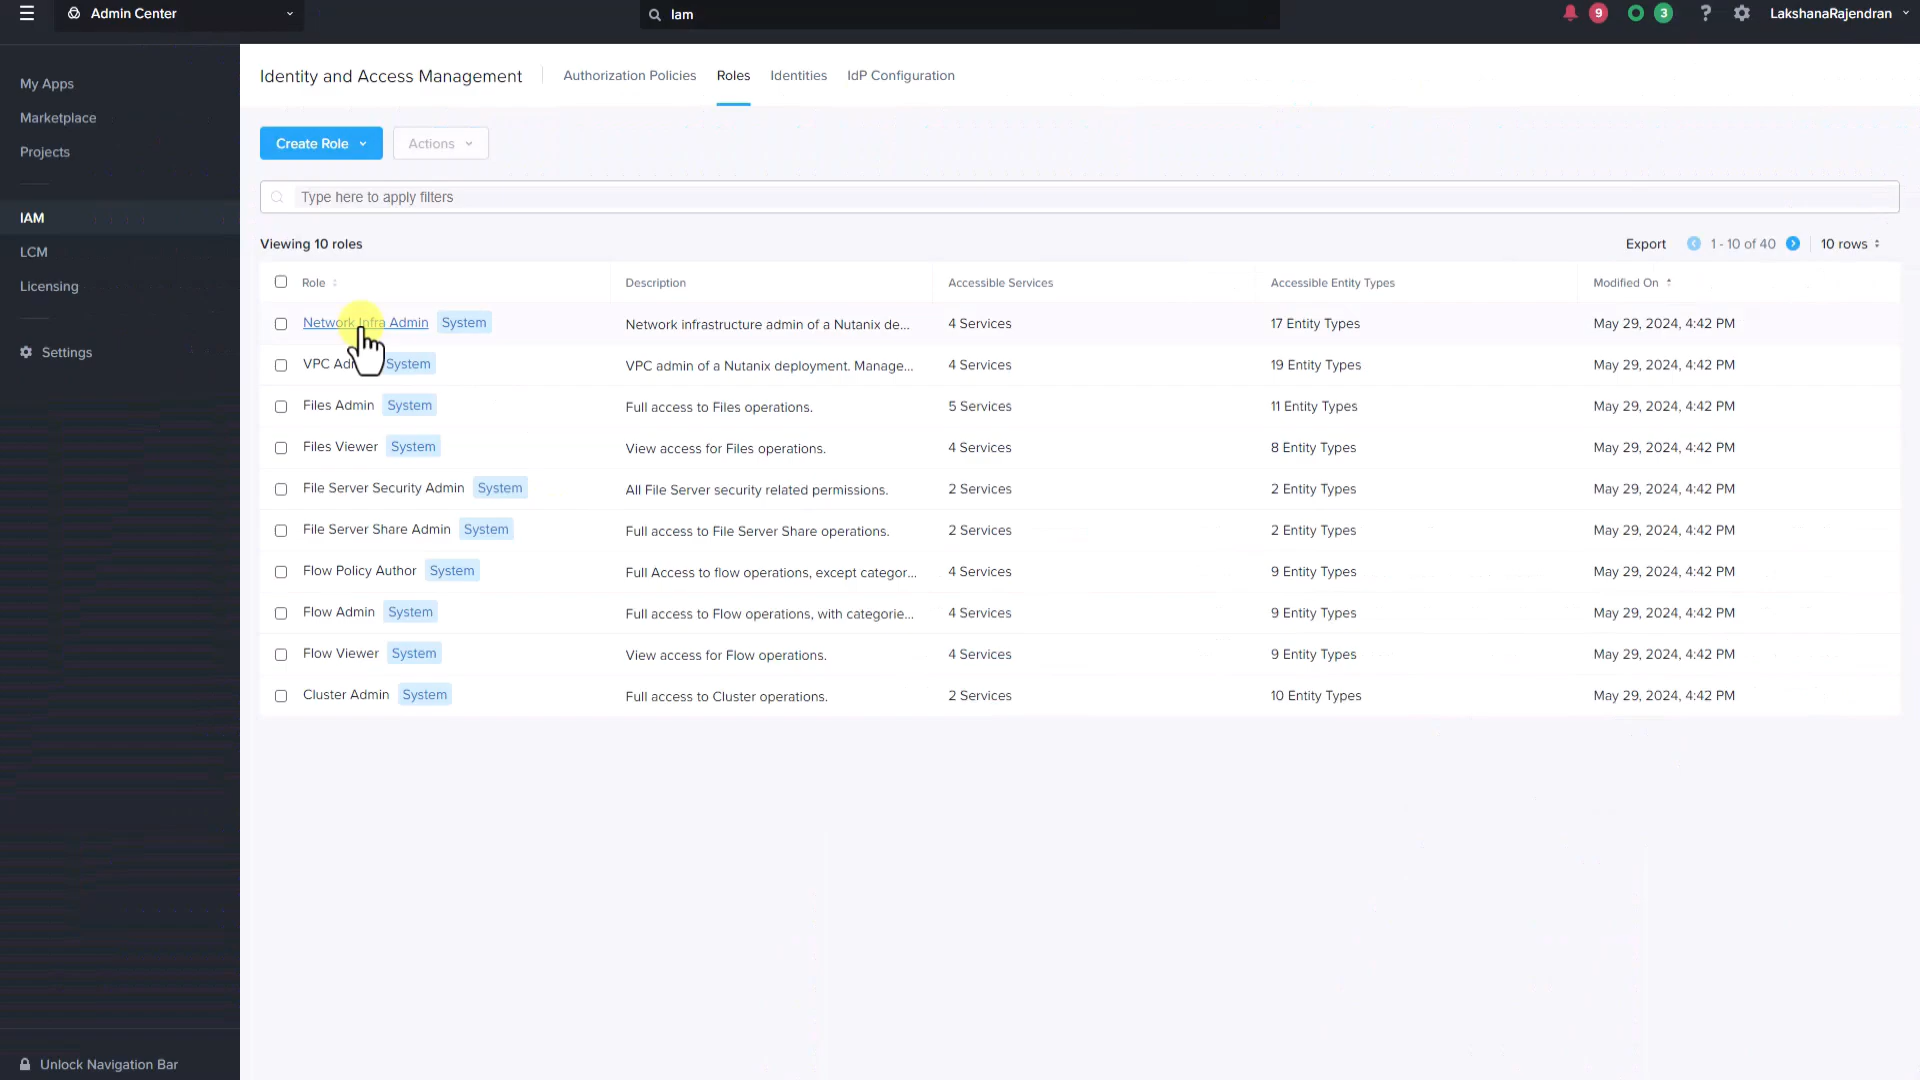 Admin Center
Iam
9
3
?
LakshanaRajendran
My Apps
Marketplace
Projects
IAM
LCM
Licensing
Settings
Unlock Navigation Bar
Identity and Access Management
Authorization Policies
Roles
Identities
IdP Configuration
Create Role
Actions
Type here to apply filters
Viewing 10 roles
Export
1 - 10 of 40
10 rows
Role Description Accessible Services Accessible Entity Types Modified On
Network Infra Admin System Network infrastructure admin of a Nutanix de... 4 Services 17 Entity Types May 29, 2024, 4:42 PM
VPC System VPC admin of a Nutanix deployment. Manage... 4 Services 19 Entity Types May 29, 2024, 4:42 PM
Files Admin System Full access to Files operations. 5 Services 11 Entity Types May 29, 2024, 4:42 PM
Files Viewer System View access for Files operations. 4 Services 8 Entity Types May 29, 2024, 4:42 PM
File Server Security Admin System All File Server security related permissions. 2 Services 2 Entity Types May 29, 2024, 4:42 PM
File Server Share Admin System Full access to File Server Share operations. 2 Services 2 Entity Types May 29, 2024, 4:42 PM
Flow Policy Author System Full Access to flow operations, except categor... 4 Services 9 Entity Types May 29, 2024, 4:42 PM
Flow Admin System Full access to Flow operations, with categorie... 4 Services 9 Entity Types May 29, 2024, 4:42 PM
Flow Viewer System View access for Flow operations. 4 Services 9 Entity Types May 29, 2024, 4:42 PM
Cluster Admin System Full access to Cluster operations. 2 Services 10 Entity Types May 29, 2024, 4:42 PM